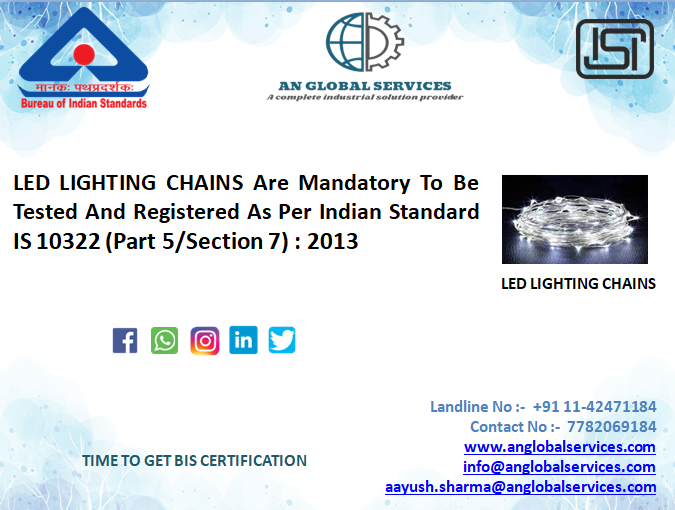 मानकः पथप्रदर्शकः
Bureau of Indian Standards
AN GLOBAL SERVICES
A complete industrial solution provider
ISI
LED LIGHTING CHAINS Are Mandatory To Be
Tested And Registered As Per Indian Standard
IS 10322 (Part 5/Section 7) : 2013
LED LIGHTING CHAINS
Landline No :- +91 11-42471184
Contact No :- 7782069184
www.anglobalservices.com
info@anglobalservices.com
aayush.sharma@anglobalservices.com
TIME TO GET BIS CERTIFICATION